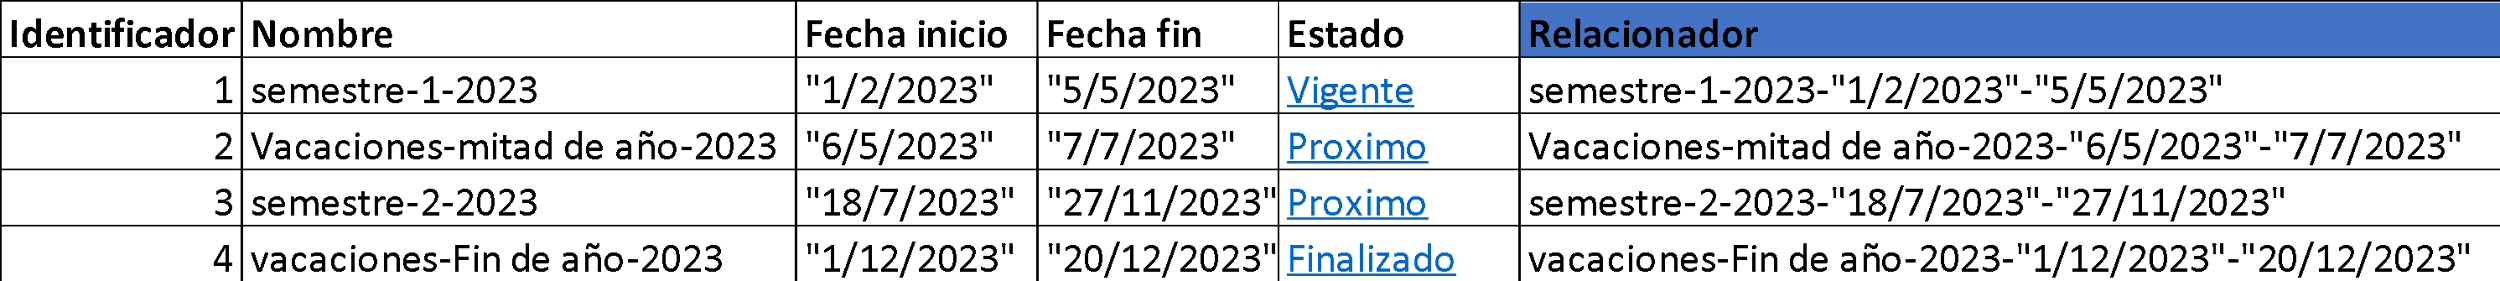 Identificador Nombre Fecha inicio Fecha fin Estado Relacionador
1 semestre-1-2023 "1/2/2023" "5/5/2023" Vigente semestre-1-2023-"1/2/2023"-"5/5/2023"
2 Vacaciones-mitad de año-2023 "6/5/2023" "7/7/2023" Proximo Vacaciones-mitad de año-2023-"6/5/2023"-"7/7/2023"
3 semestre-2-2023 "18/7/2023" "27/11/2023" Proximo semestre-2-2023-"18/7/2023"-"27/11/2023"
4 vacaciones-Fin de año-2023 "1/12/2023" "20/12/2023" Finalizado vacaciones-Fin de año-2023-"1/12/2023"-"20/12/2023"